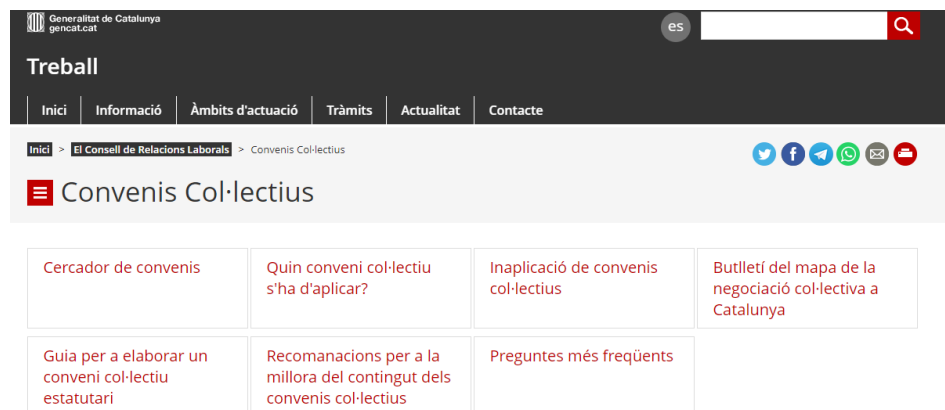 Generalitat de Catalunya
gencat.cat
es
Treball
Inici
Informació
Àmbits d'actuació
Tràmits
Actualitat
Contacte
Inici > El Consell de Relacions Laborals > Convenis Col·lectius
Convenis Col·lectius
Cercador de convenis
Quin conveni col·lectiu
s'ha d'aplicar?
Inaplicació de convenis
col·lectius
Butlletí del mapa de la
negociació col·lectiva a
Catalunya
Guia per a elaborar un
conveni col·lectiu
estatutari
Recomanacions per a la
millora del contingut dels
convenis col·lectius
Preguntes més freqüents